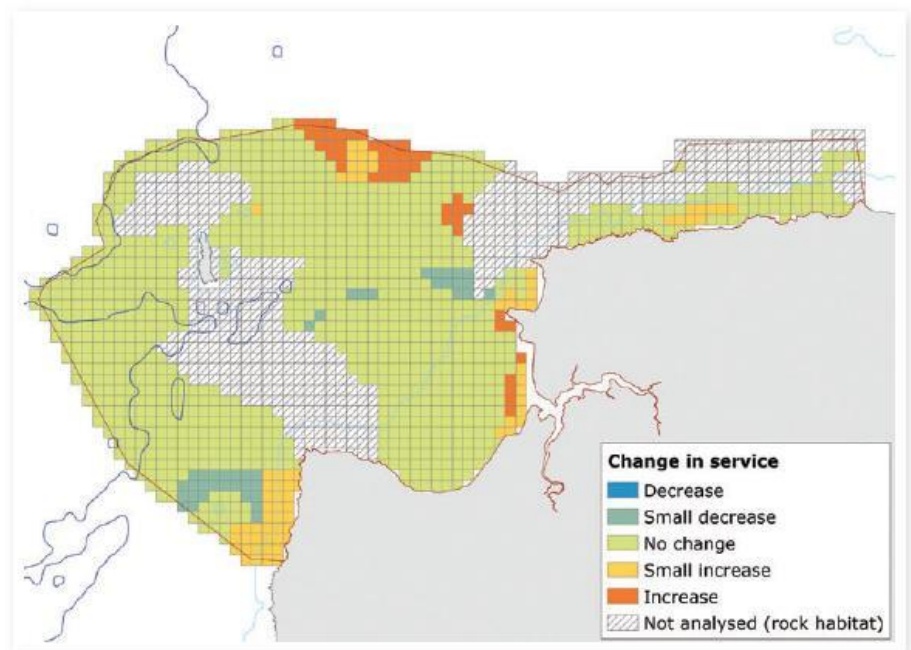 Change in service
Decrease
Small decrease
No change
Small increase
Increase
Not analysed (rock habitat)